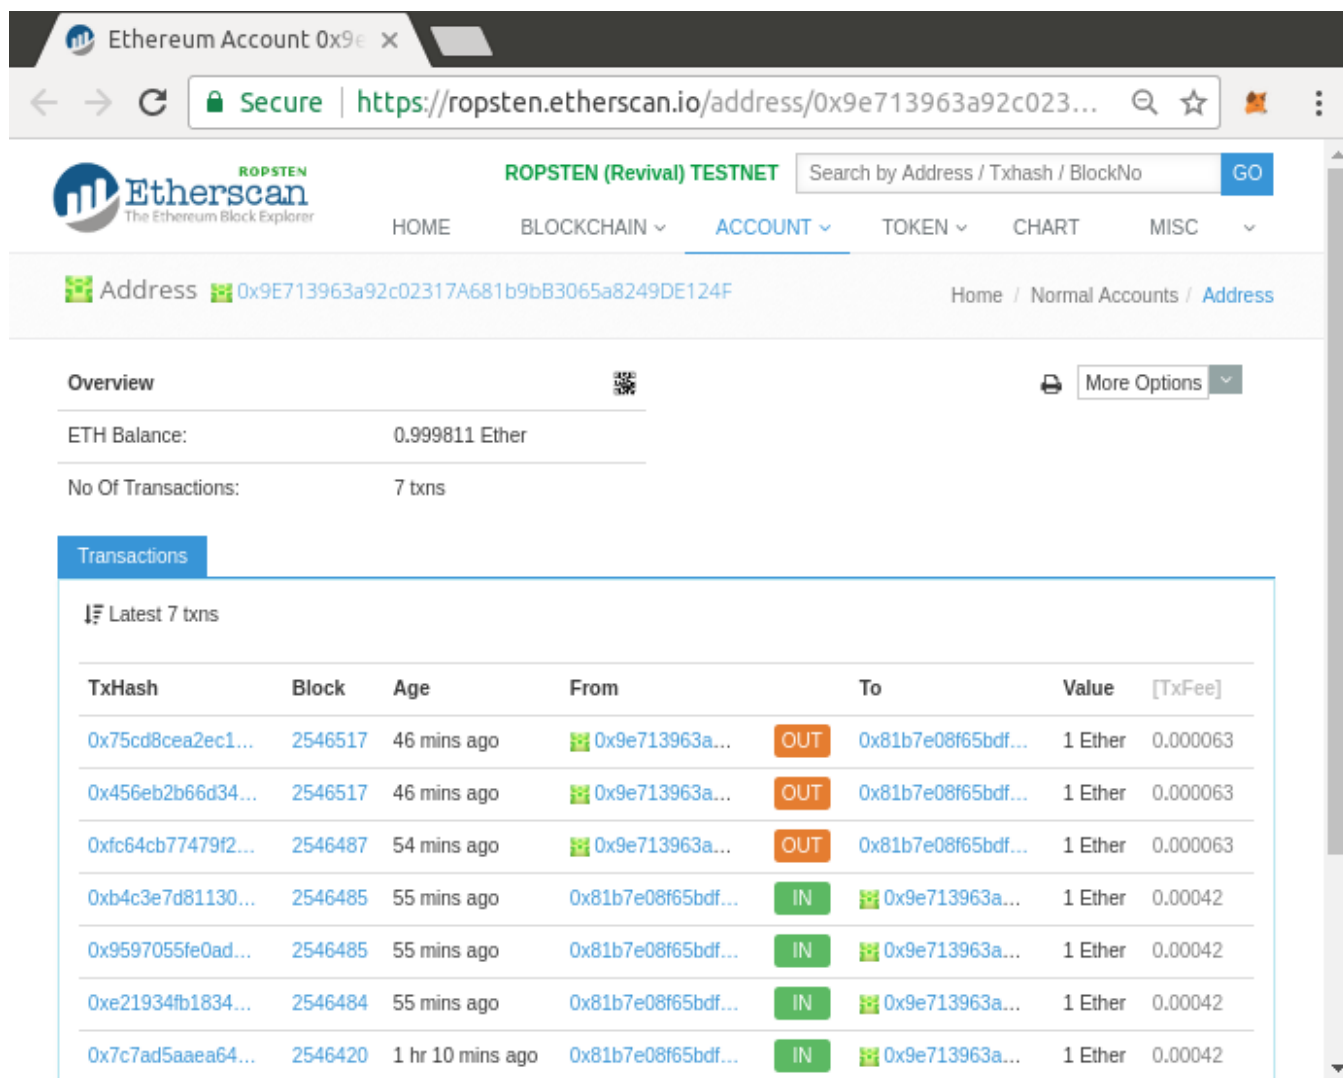 Ethereum Account 0x9e
Secure https://ropsten.etherscan.io/address/0x9e713963a92c023...
ROPSTEN
Etherscan
The Ethereum Block Explorer
ROPSTEN (Revival) TESTNET Search by Address / Txhash / BlockNo GO
HOME BLOCKCHAIN ACCOUNT TOKEN CHART MISC
Address 0x9E713963a92c02317A681b9bB3065a8249DE124F Home / Normal Accounts / Address
Overview More Options
ETH Balance: 0.999811 Ether
No Of Transactions: 7 txns
Transactions
Latest 7 txns
TxHash Block Age From To Value [TxFee]
0x75cd8cea2ec1... 2546517 46 mins ago 0x9e713963a... OUT 0x81b7e08f65bdf... 1 Ether 0.000063
0x456eb2b66d34... 2546517 46 mins ago 0x9e713963a... OUT 0x81b7e08f65bdf... 1 Ether 0.000063
0xfc64cb77479f2... 2546487 54 mins ago 0x9e713963a... OUT 0x81b7e08f65bdf... 1 Ether 0.000063
0xb4c3e7d81130... 2546485 55 mins ago 0x81b7e08f65bdf... IN 0x9e713963a... 1 Ether 0.00042
0x9597055fe0ad... 2546485 55 mins ago 0x81b7e08f65bdf... IN 0x9e713963a... 1 Ether 0.00042
0xe21934fb1834... 2546484 55 mins ago 0x81b7e08f65bdf... IN 0x9e713963a... 1 Ether 0.00042
0x7c7ad5aaea64... 2546420 1 hr 10 mins ago 0x81b7e08f65bdf... IN 0x9e713963a... 1 Ether 0.00042